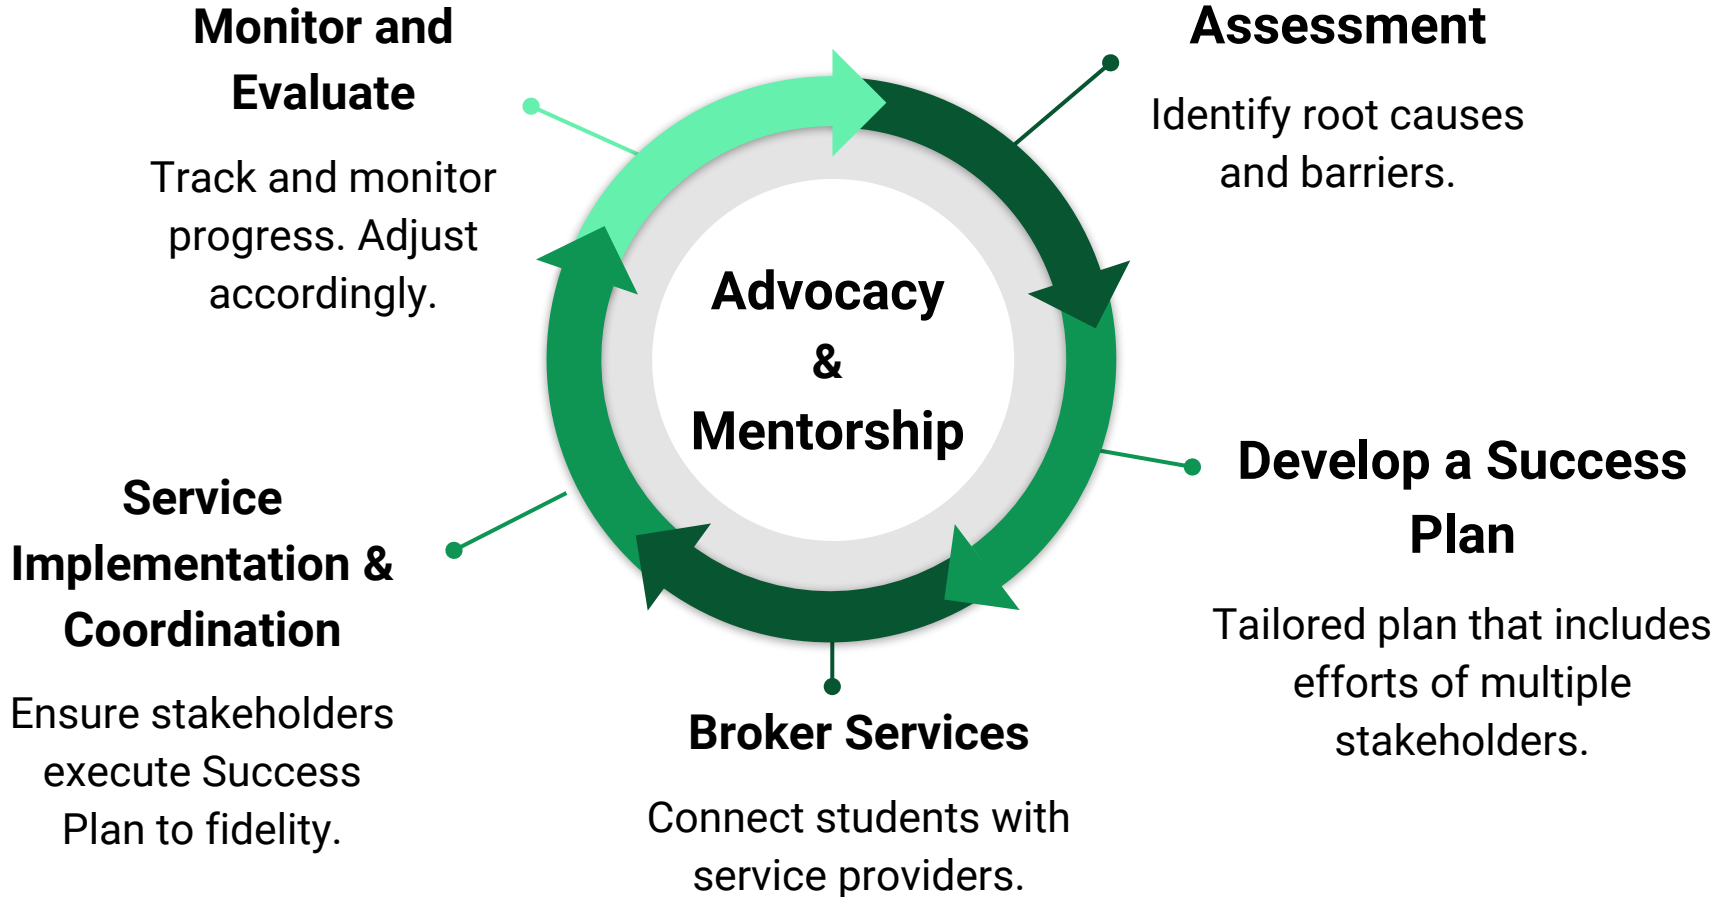 Monitor and
Evaluate
Track and monitor
progress. Adjust
accordingly.
Assessment
Identify root causes
and barriers.
Advocacy
&
Mentorship
Develop a Success
Plan
Tailored plan that includes
efforts of multiple
stakeholders.
Broker Services
Connect students with
service providers.
Service
Implementation &
Coordination
Ensure stakeholders
execute Success
Plan to fidelity.